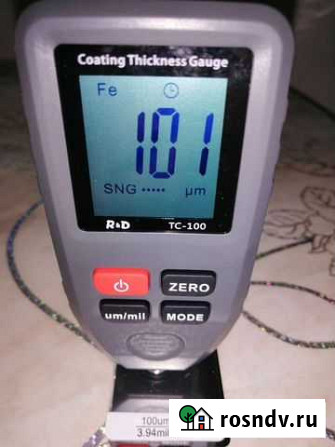 Coating Thickness Gauge
Fe
101
SNG ····· µm
R&D TC-100
ZERO
um/mil MODE
100um
3.94mil
rosndv.ru